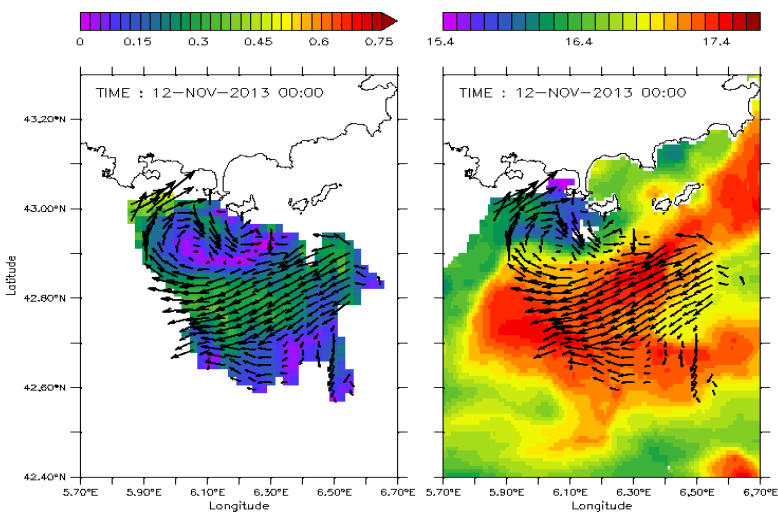 0 0.15 0.3 0.45 0.6 0.75 15.4 16.4 17.4
TIME : 12-NOV-2013 00:00 TIME : 12-NOV-2013 00:00
43.20°N
43.00°N
42.80°N
42.60°N
42.40°N
Latitude
5.70°E 5.90°E 6.10°E 6.30°E 6.50°E 6.70°E 5.70°E 5.90°E 6.10°E 6.30°E 6.50°E 6.70°E
Longitude Longitude